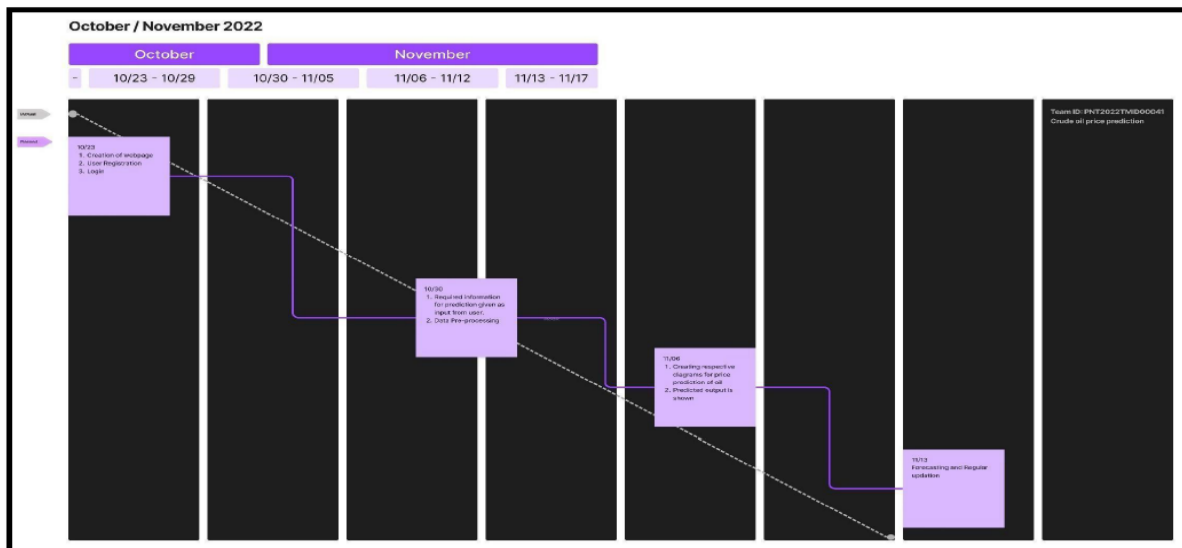 October / November 2022
October
November
-
10/23 - 10/29
10/30 - 11/05
11/06 - 11/12
11/13 - 11/17
Team ID: PNT2022TMID00041
Crude oil price prediction
10/23
1. Creation of webpage
2. User Registration
3. Login
10/30
1. Required information
for prediction given as
input from user.
2. Data Pre-processing
11/06
1. Creating respective
diagrams for price
prediction of oil
2. Predicted output is
shown
11/13
Forecasting and Regular
updation